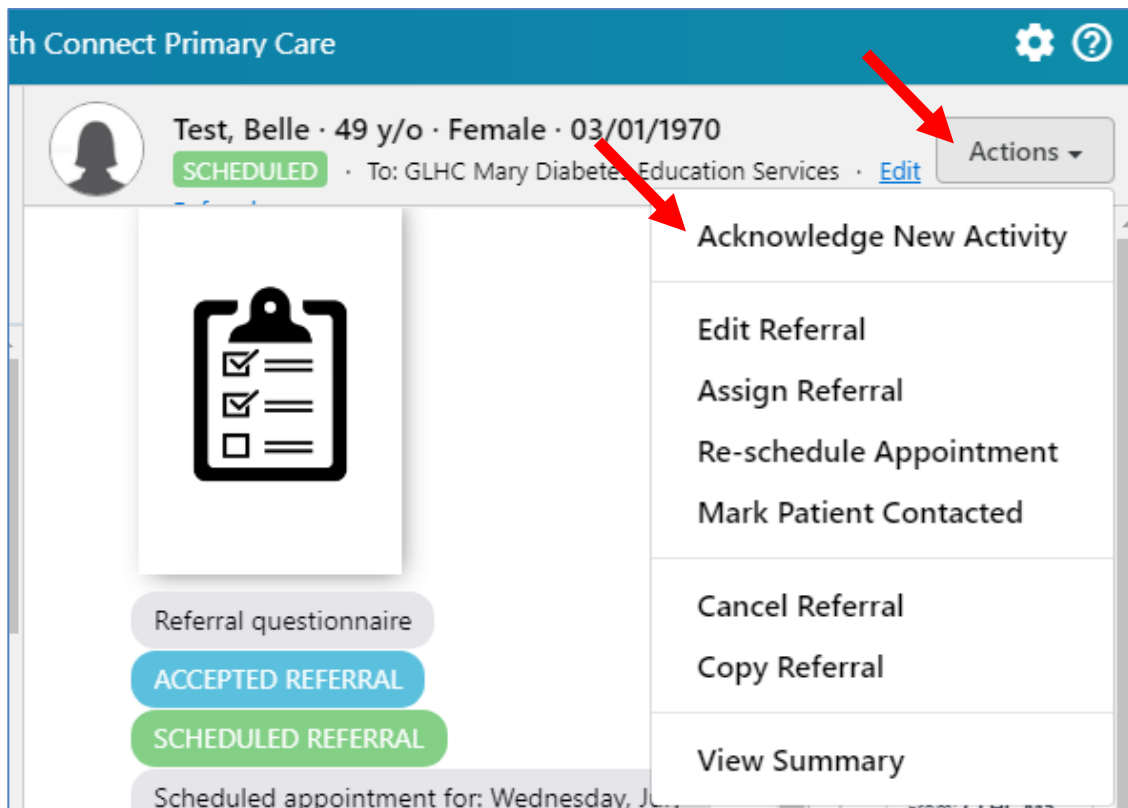 th Connect Primary Care
Test, Belle · 49 y/o · Female · 03/01/1970
SCHEDULED · To: GLHC Mary Diabetes Education Services · Edit
Actions
Acknowledge New Activity
Edit Referral
Assign Referral
Re-schedule Appointment
Mark Patient Contacted
Cancel Referral
Copy Referral
View Summary
Referral questionnaire
ACCEPTED REFERRAL
SCHEDULED REFERRAL
Scheduled appointment for: Wednesday,